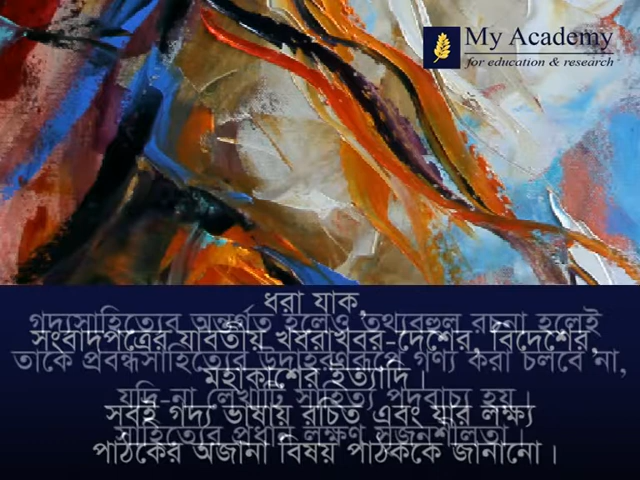 My Academy
for education & research
ধরা যাক,
গদ্যসাহিত্যের অন্তর্গত হলেও তথ্যবহুল রচনা হলেই
সংবাদপত্রের যাবতীয় খবরাখবর-দেশের, বিদেশের,
তাকে প্রবন্ধসাহিত্যের উদাহরণরূপে গণ্য করা চলবে না,
মহাকাশের ইত্যাদি।
যদি-না লেখাটি সাহিত্য পদবাচ্য হয়।
সবই গদ্য ভাষায় রচিত এবং যার লক্ষ্য
সাহিত্যের প্রধান লক্ষণ সৃজনশীলতা।
পাঠকের অজানা বিষয় পাঠককে জানানো।